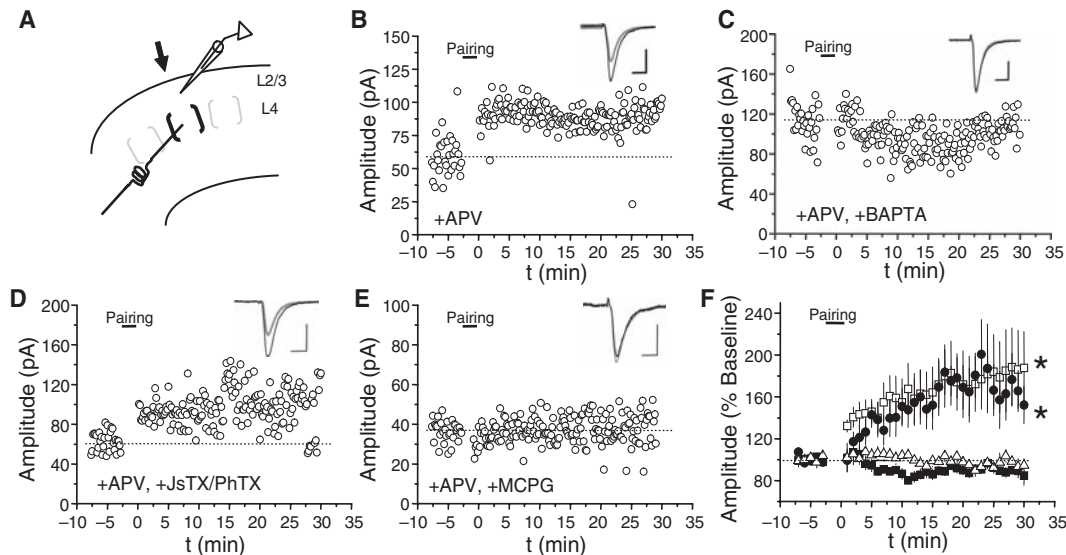 A
L2/3
L4
B
Pairing
Amplitude (pA)
150
125
100
75
50
25
0
+APV
−10 −5 0 5 10 15 20 25 30 35
t (min)
C
Pairing
Amplitude (pA)
200
160
120
80
40
0
+APV, +BAPTA
−10 −5 0 5 10 15 20 25 30 35
t (min)
D
Pairing
Amplitude (pA)
200
160
120
80
40
0
+APV, +JsTX/PhTX
−10 −5 0 5 10 15 20 25 30 35
t (min)
E
Pairing
Amplitude (pA)
100
80
60
40
20
0
+APV, +MCPG
−10 −5 0 5 10 15 20 25 30 35
t (min)
F
Pairing
Amplitude (% Baseline)
240
200
160
120
80
*
*
−10 −5 0 5 10 15 20 25 30 35
t (min)